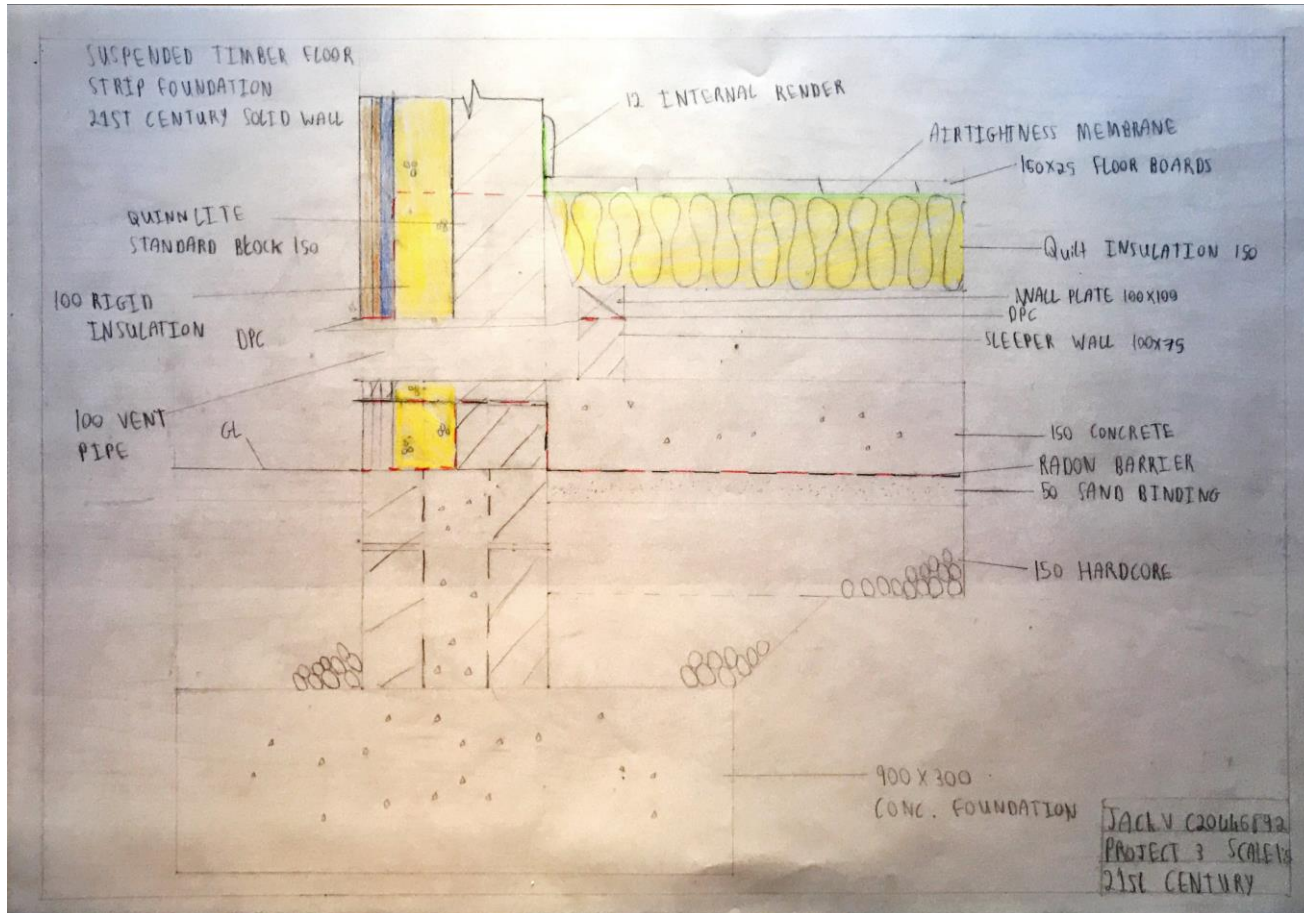 SUSPENDED TIMBER FLOOR
STRIP FOUNDATION
21ST CENTURY SOLID WALL
12 INTERNAL RENDER
AIRTIGHTNESS MEMBRANE
150X25 FLOOR BOARDS
QUINN LITE
STANDARD BLOCK 150
QuilT INSULATION 150
100 RIGID
INSULATION
WALL PLATE 100X100
DPC
DPC
SLEEPER WALL 100X75
100 VENT
PIPE
GL
150 CONCRETE
RADON BARRIER
50 SAND BINDING
150 HARDCORE
900 X 300
CONC. FOUNDATION
JACK V
PROJECT 3 SCALE
21ST CENTURY